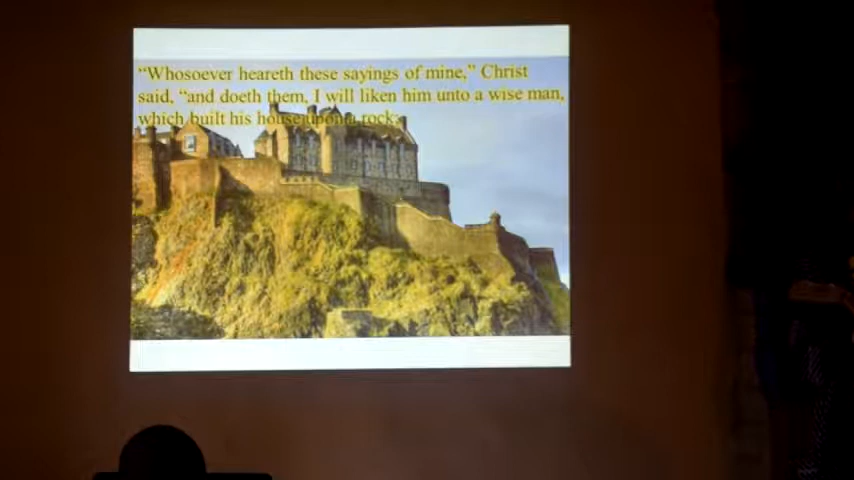 “Whosoever heareth these sayings of mine,” Christ
said, “and doeth them, I will liken him unto a wise man,
which built his house upon a rock: